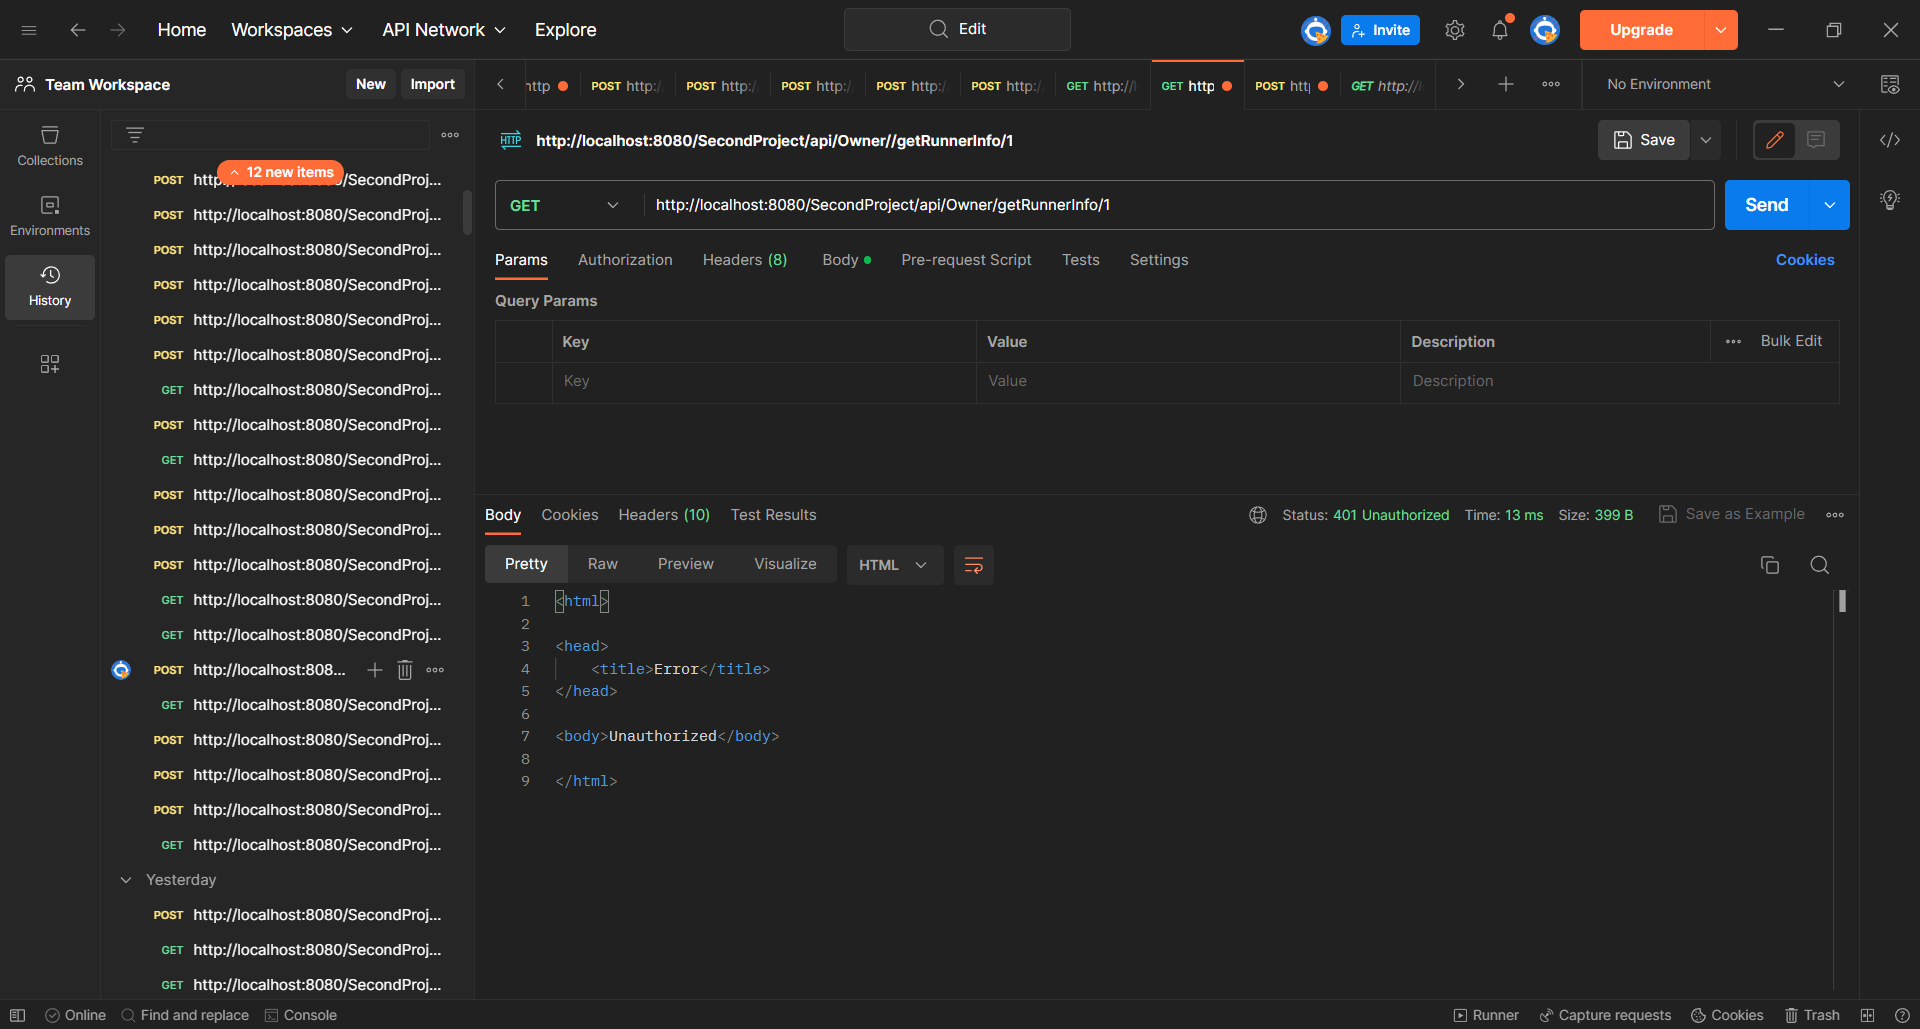 Home Workspaces API Network Explore Edit Invite Upgrade
Team Workspace New Import
POST http:/ POST http:/ POST http:/ POST http:/ POST http:/ GET http:// GET http POST GET http://
No Environment
Collections
Environments
History
12 new items
POST
POST http://localhost:8080/SecondProj...
POST http://localhost:8080/SecondProj...
POST http://localhost:8080/SecondProj...
POST http://localhost:8080/SecondProj...
POST http://localhost:8080/SecondProj...
GET http://localhost:8080/SecondProj...
POST http://localhost:8080/SecondProj...
GET http://localhost:8080/SecondProj...
POST http://localhost:8080/SecondProj...
POST http://localhost:8080/SecondProj...
POST http://localhost:8080/SecondProj...
GET http://localhost:8080/SecondProj...
GET http://localhost:8080/SecondProj...
POST http://localhost:808...
GET http://localhost:8080/SecondProj...
POST http://localhost:8080/SecondProj...
POST http://localhost:8080/SecondProj...
POST http://localhost:8080/SecondProj...
GET http://localhost:8080/SecondProj...
Yesterday
POST http://localhost:8080/SecondProj...
GET http://localhost:8080/SecondProj...
GET http://localhost:8080/SecondProj...
HTTP http://localhost:8080/SecondProject/api/Owner//getRunnerInfo/1
Save
GET http://localhost:8080/SecondProject/api/Owner/getRunnerInfo/1
Send
Params Authorization Headers (8) Body Pre-request Script Tests Settings Cookies
Query Params
Key Value Description Bulk Edit
Key Value Description
Body Cookies Headers (10) Test Results Status: 401 Unauthorized Time: 13 ms Size: 399 B Save as Example
Pretty Raw Preview Visualize HTML
1 <html>
2
3 <head>
4 <title>Error</title>
5 </head>
6
7 <body>Unauthorized</body>
8
9 </html>
Online Find and replace Console Runner Capture requests Cookies Trash